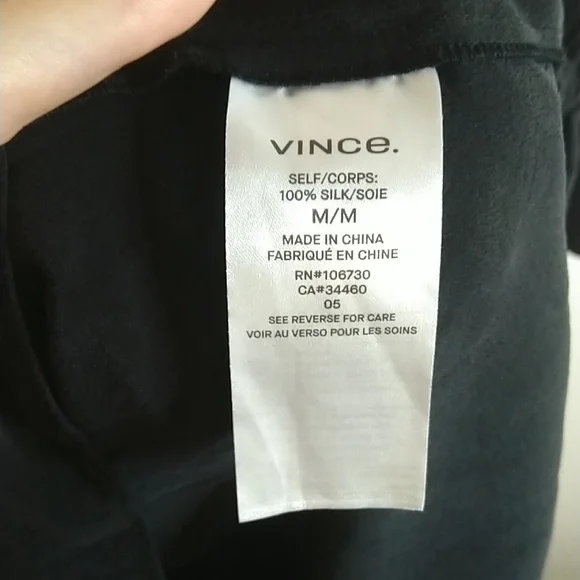 VINCE.
SELF/CORPS:
100% SILK/SOIE
M/M
MADE IN CHINA
FABRIQUÉ EN CHINE
RN#106730
CA#34460
05
SEE REVERSE FOR CARE
VOIR AU VERSO POUR LES SOINS